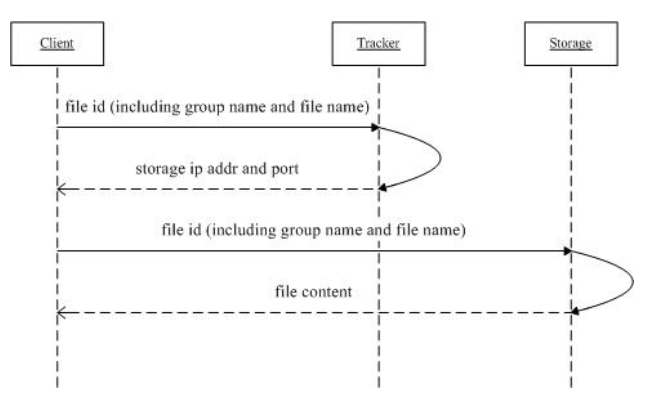 Client
Tracker
Storage
file id (including group name and file name)
storage ip addr and port
file id (including group name and file name)
file content